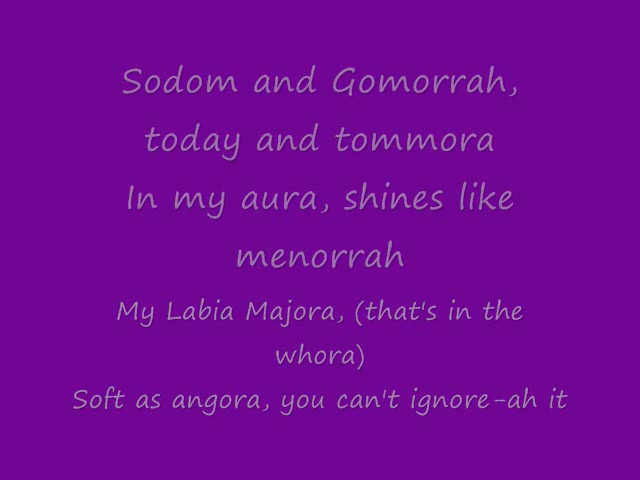 Sodom and Gomorrah,
today and tommora
In my aura, shines like
menorrah
My Labia Majora, (that's in the
whora)
Soft as angora, you can't ignore-ah it